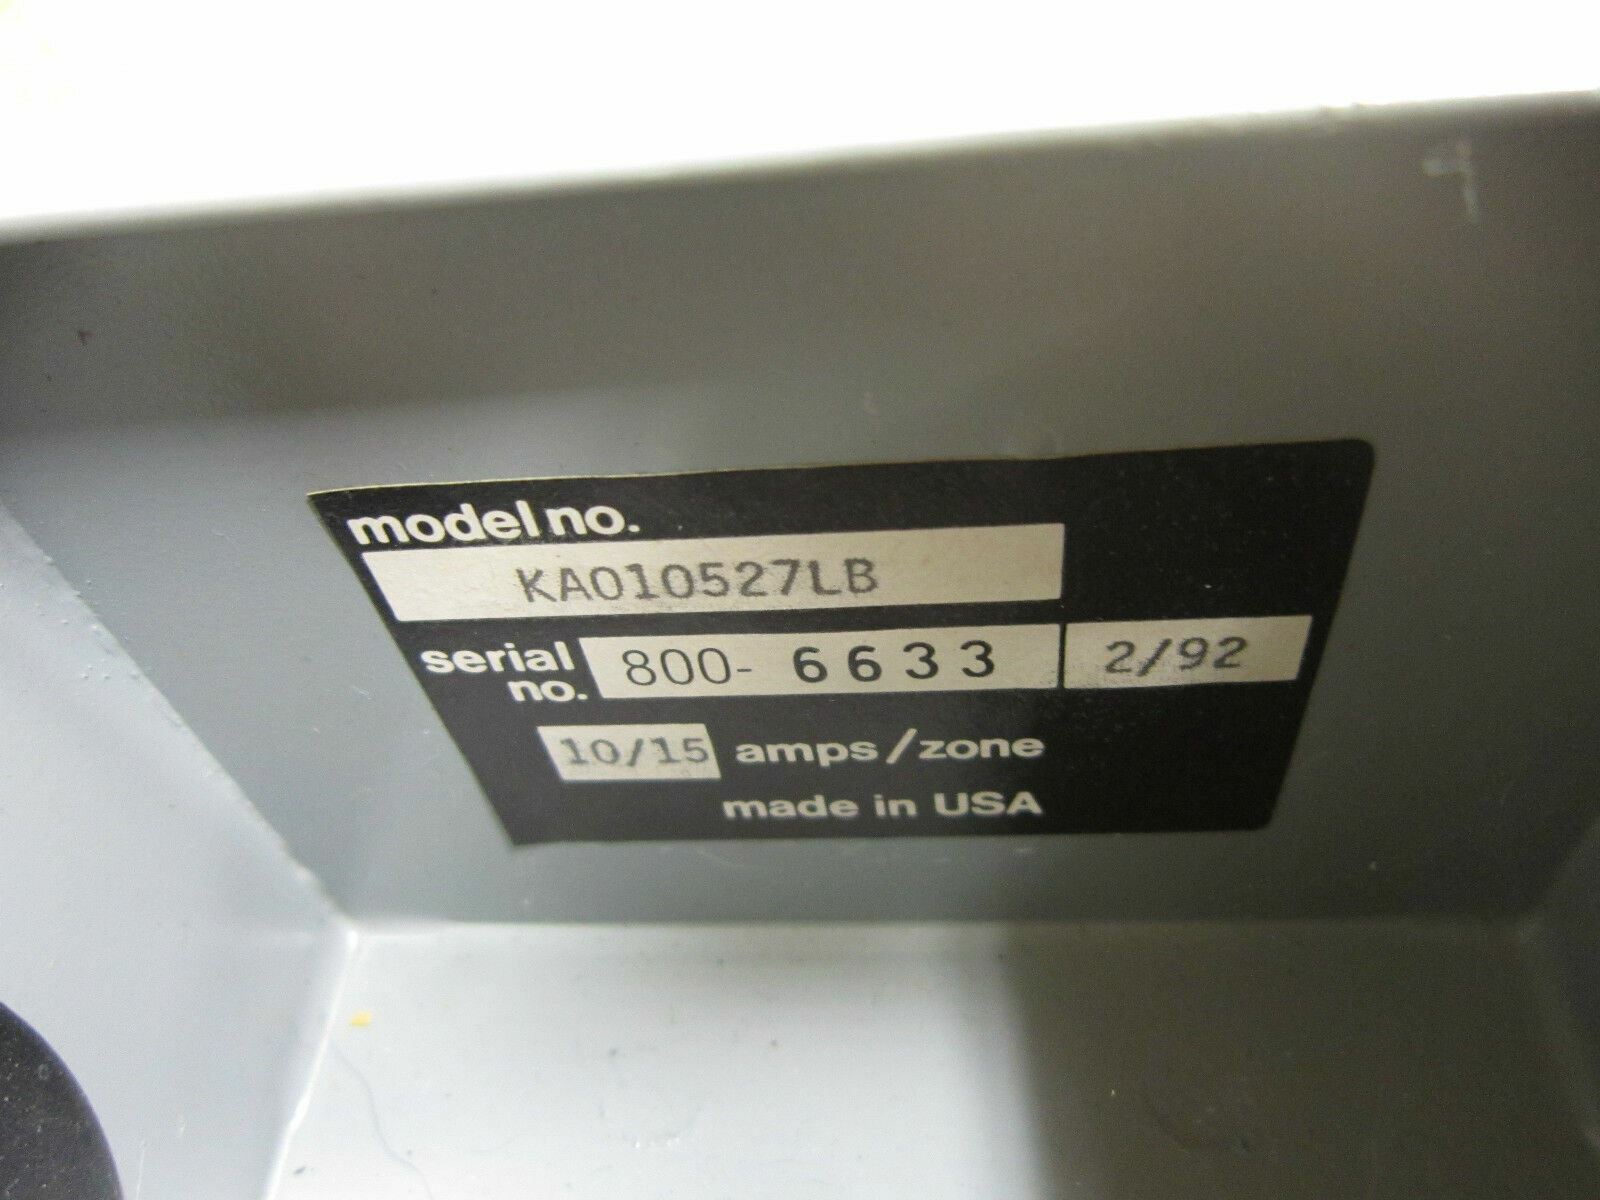 model no.
KA010527LB
serial no. 800- 6633 2/92
10/15 amps/zone
made in USA